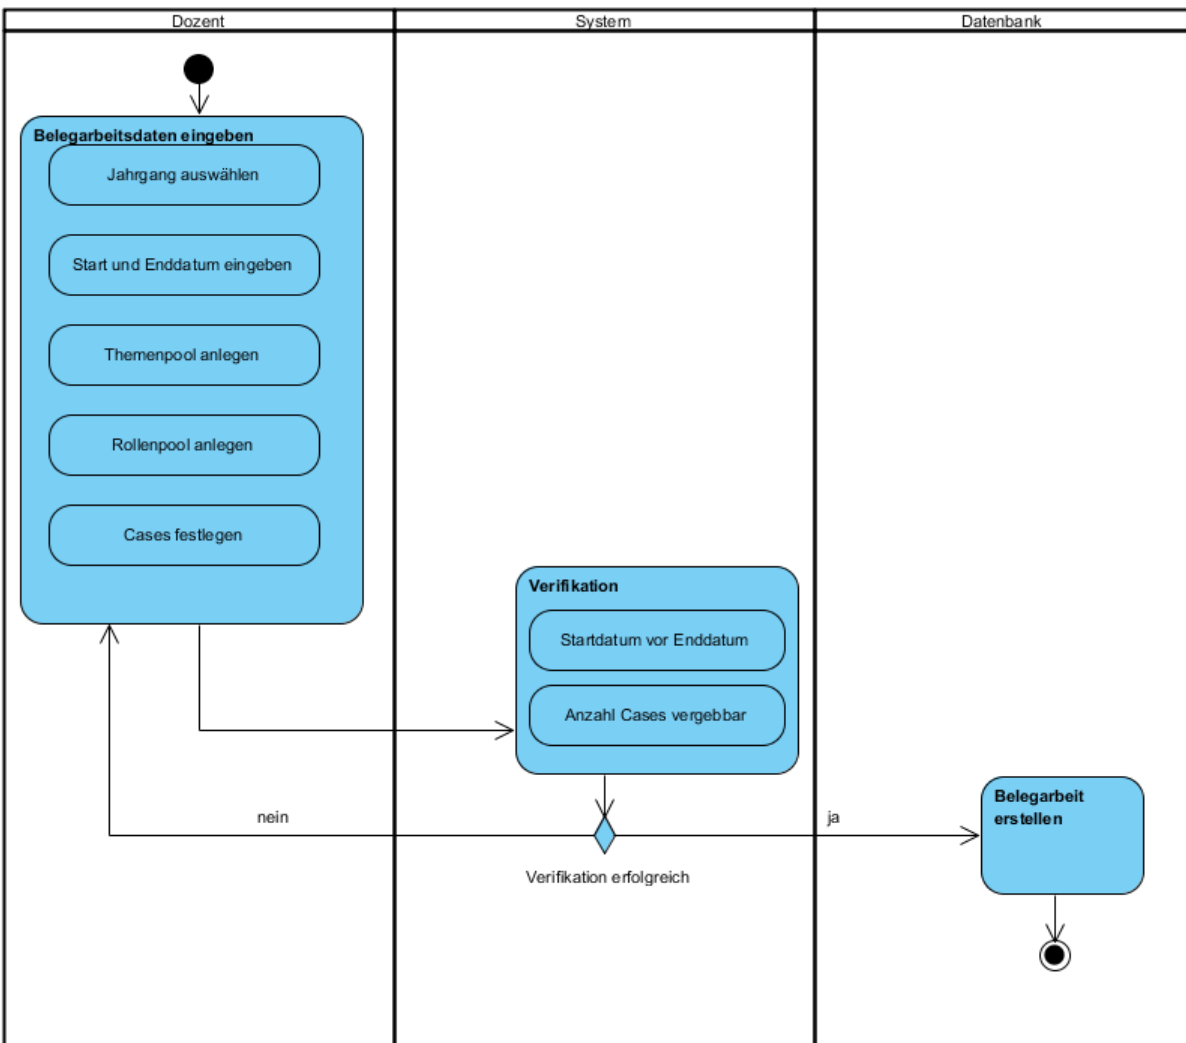 Dozent
System
Datenbank
Belegarbeitsdaten eingeben
Jahrgang auswählen
Start und Enddatum eingeben
Themenpool anlegen
Rollenpool anlegen
Cases festlegen
Verifikation
Startdatum vor Enddatum
Anzahl Cases vergebbar
nein
ja
Verifikation erfolgreich
Belegarbeit
erstellen